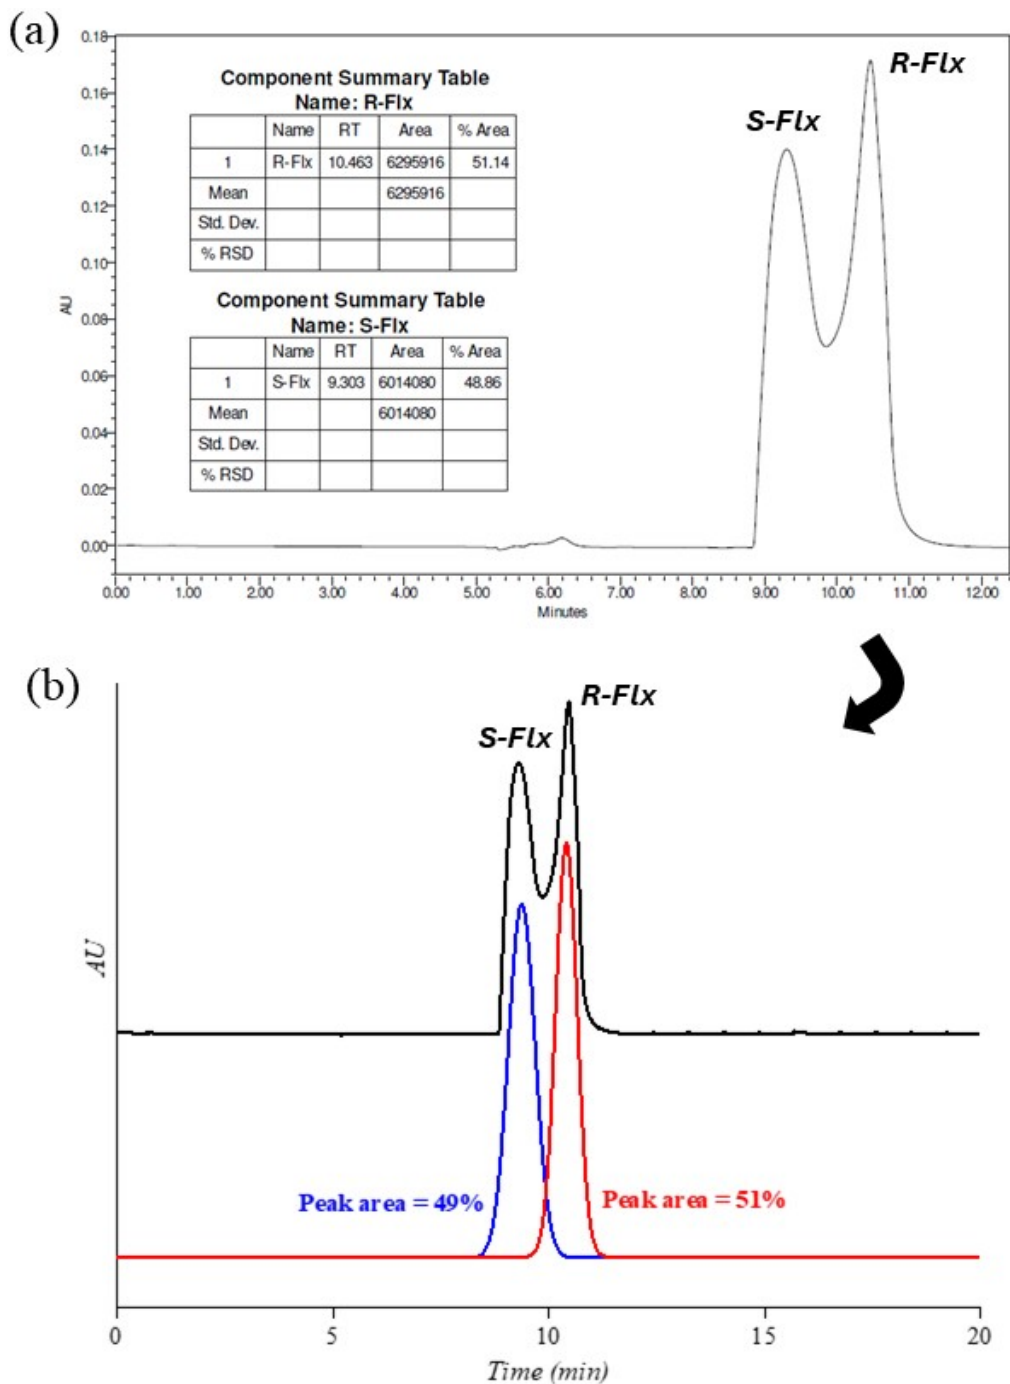 (a)
0.18
0.16
0.14
0.12
0.10
0.08
0.06
0.04
0.02
0.00
AU
Component Summary Table
Name: R-Flx
Name RT Area % Area
1 R-Flx 10.463 6295916 51.14
Mean 6295916
Std. Dev.
% RSD
Component Summary Table
Name: S-Flx
Name RT Area % Area
1 S-Flx 9.303 6014080 48.86
Mean 6014080
Std. Dev.
% RSD
S-Flx
R-Flx
0.00 1.00 2.00 3.00 4.00 5.00 6.00 7.00 8.00 9.00 10.00 11.00 12.00
Minutes
(b)
R-Flx
S-Flx
AU
Peak area = 49%
Peak area = 51%
0 5 10 15 20
Time (min)